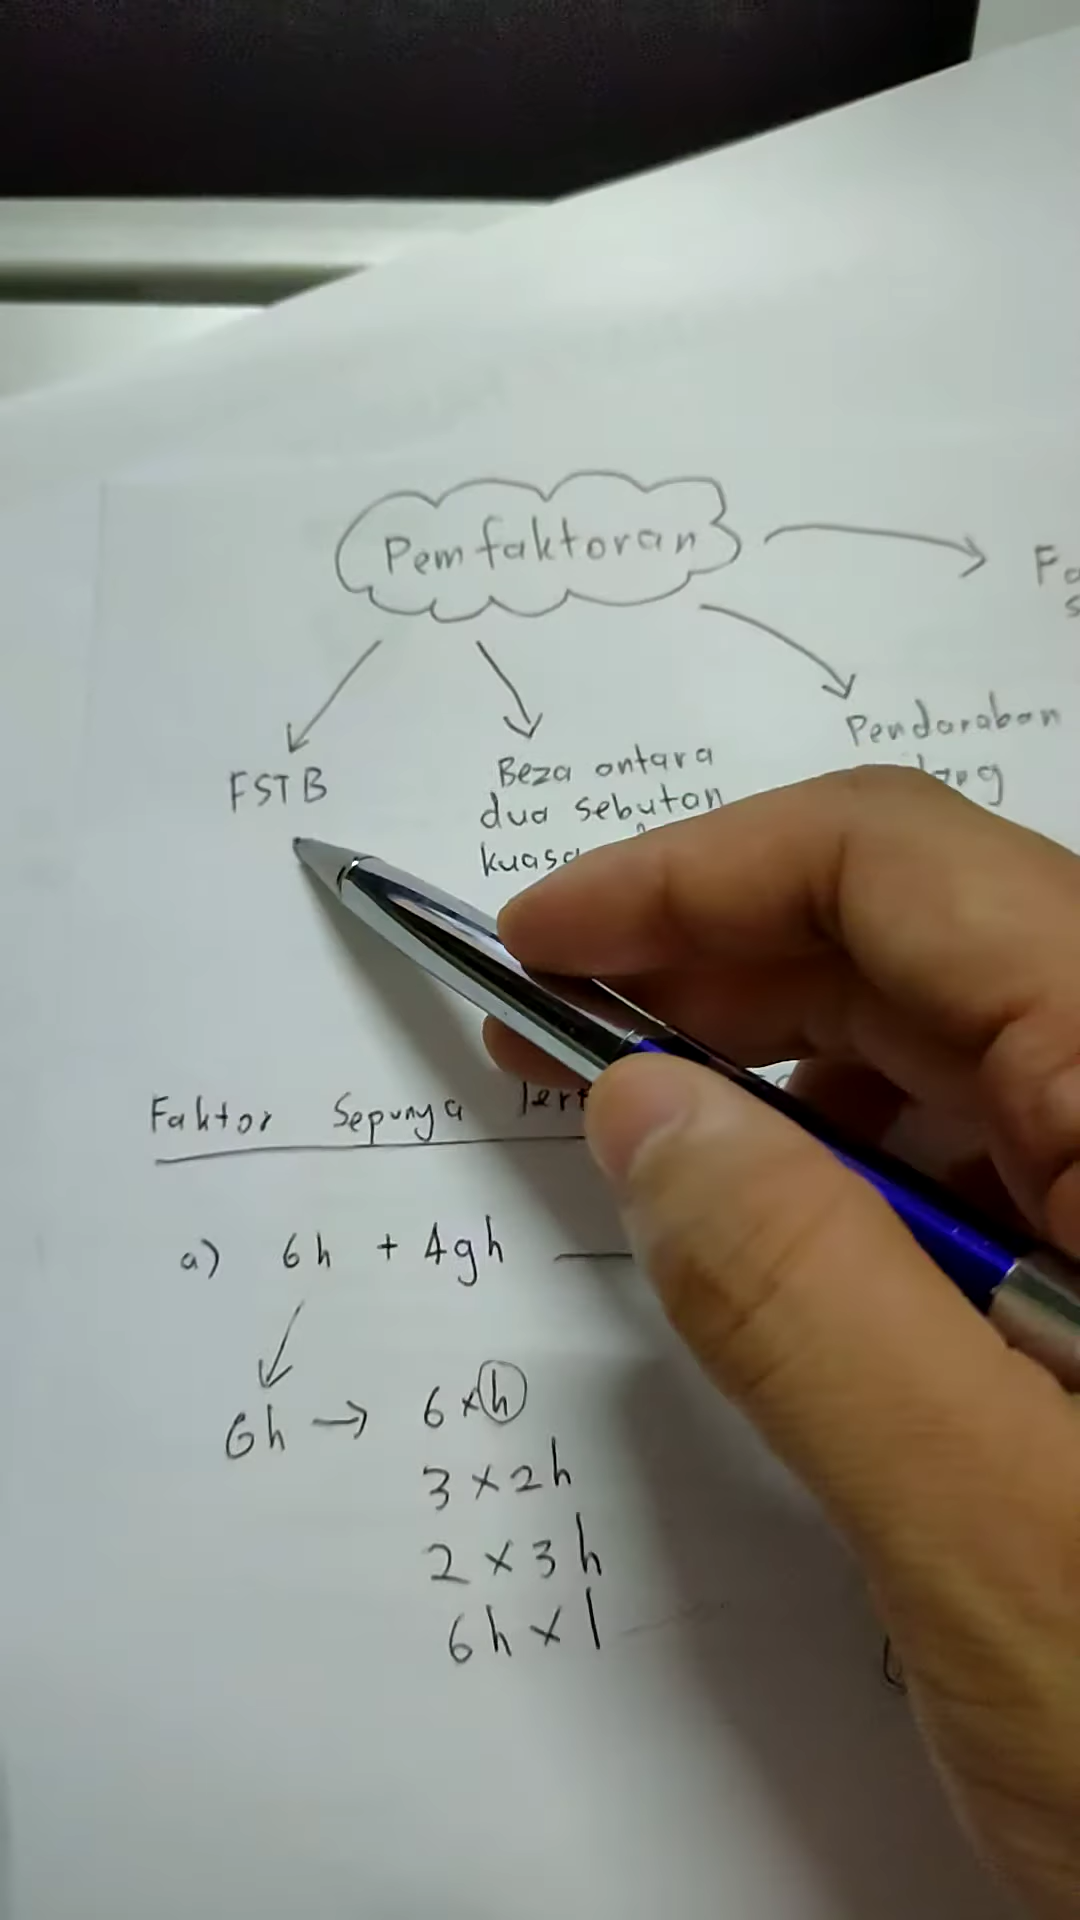 Pemfaktoran
FSTB
Beza antara
dua sebutan
Pendaraban
Faktor Sepunya
a) 6h + 4gh
6h → 6 × h
3 × 2h
2 × 3h
6h × 1